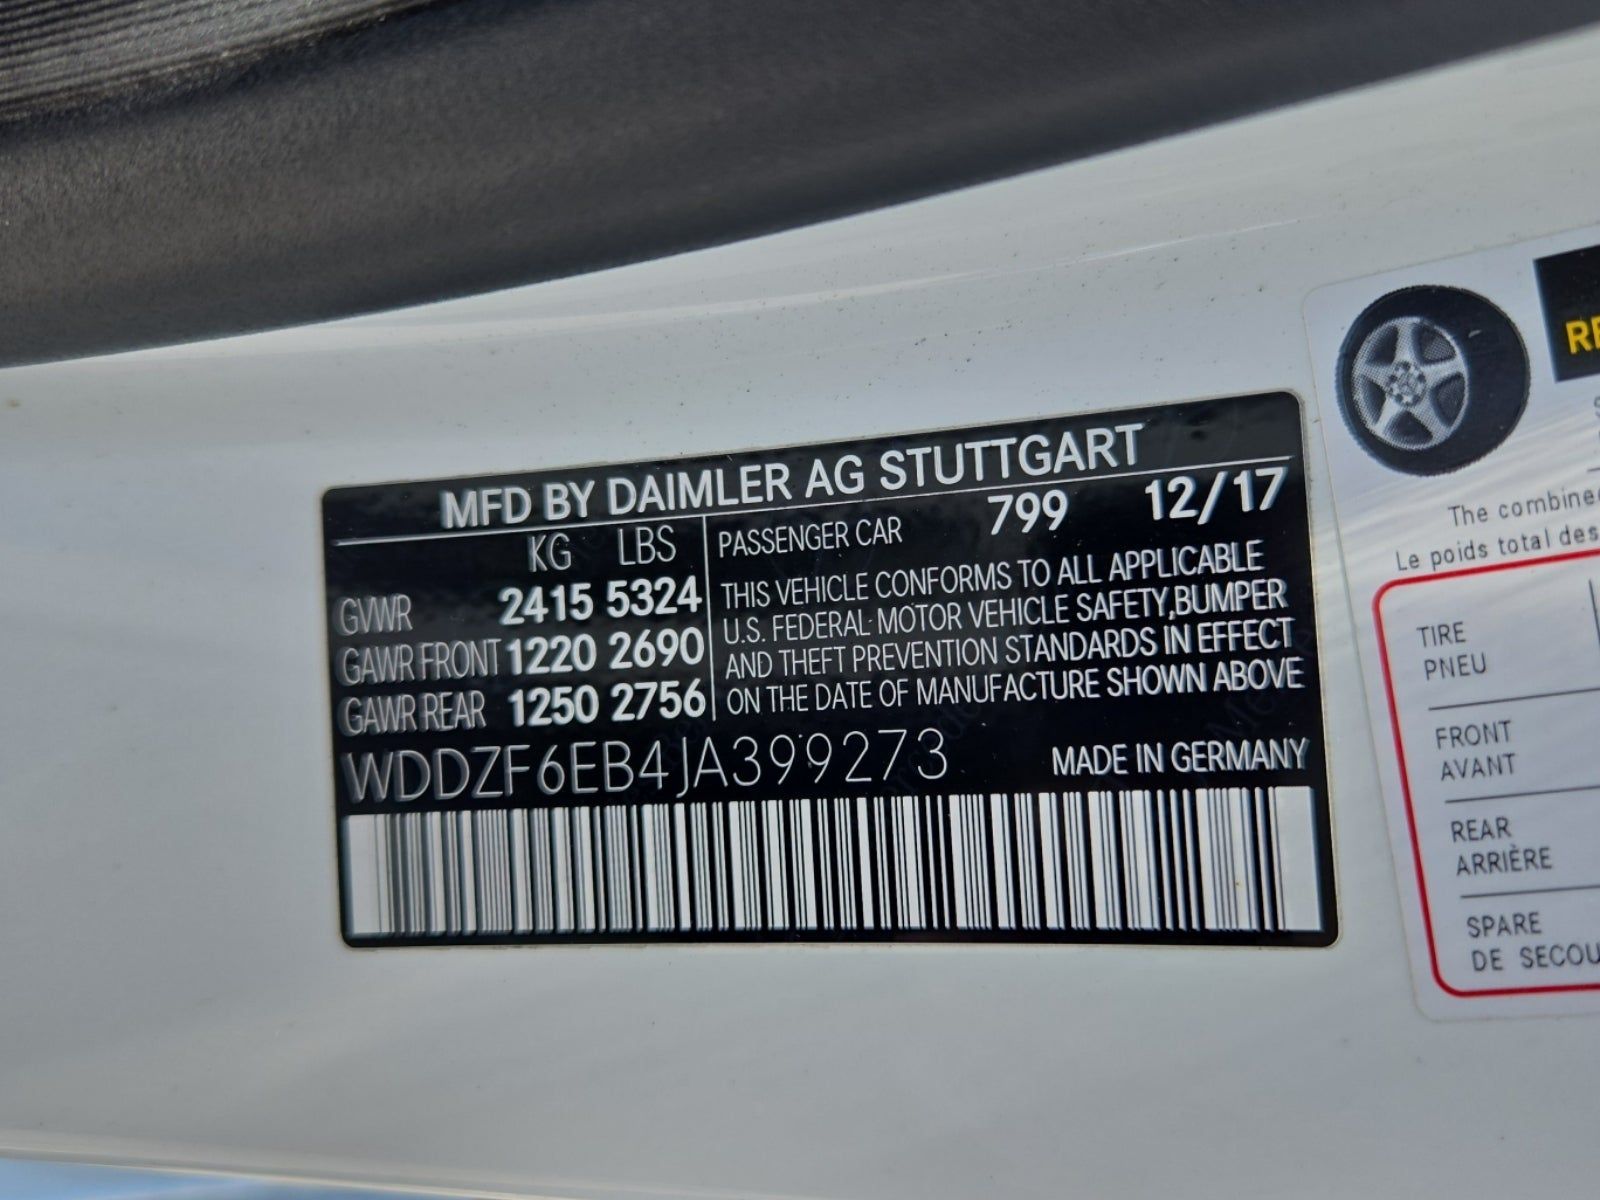 MFD BY DAIMLER AG STUTTGART
KG LBS
GVWR 2415 5324
GAWR FRONT 1220 2690
GAWR REAR 1250 2756
PASSENGER CAR 799 12/17
THIS VEHICLE CONFORMS TO ALL APPLICABLE
U.S. FEDERAL MOTOR VEHICLE SAFETY, BUMPER
AND THEFT PREVENTION STANDARDS IN EFFECT
ON THE DATE OF MANUFACTURE SHOWN ABOVE
WDDZF6EB4JA399273 MADE IN GERMANY
The combine
Le poids total des
TIRE
PNEU
FRONT
AVANT
REAR
ARRIÈRE
SPARE
DE SECOU